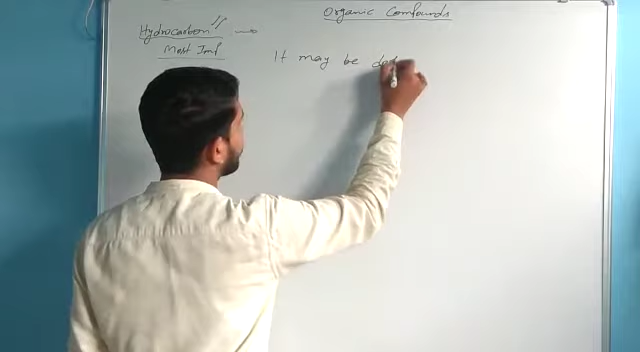 Organic Compounds
Hydrocarbon!! →
Most Imp
It may be